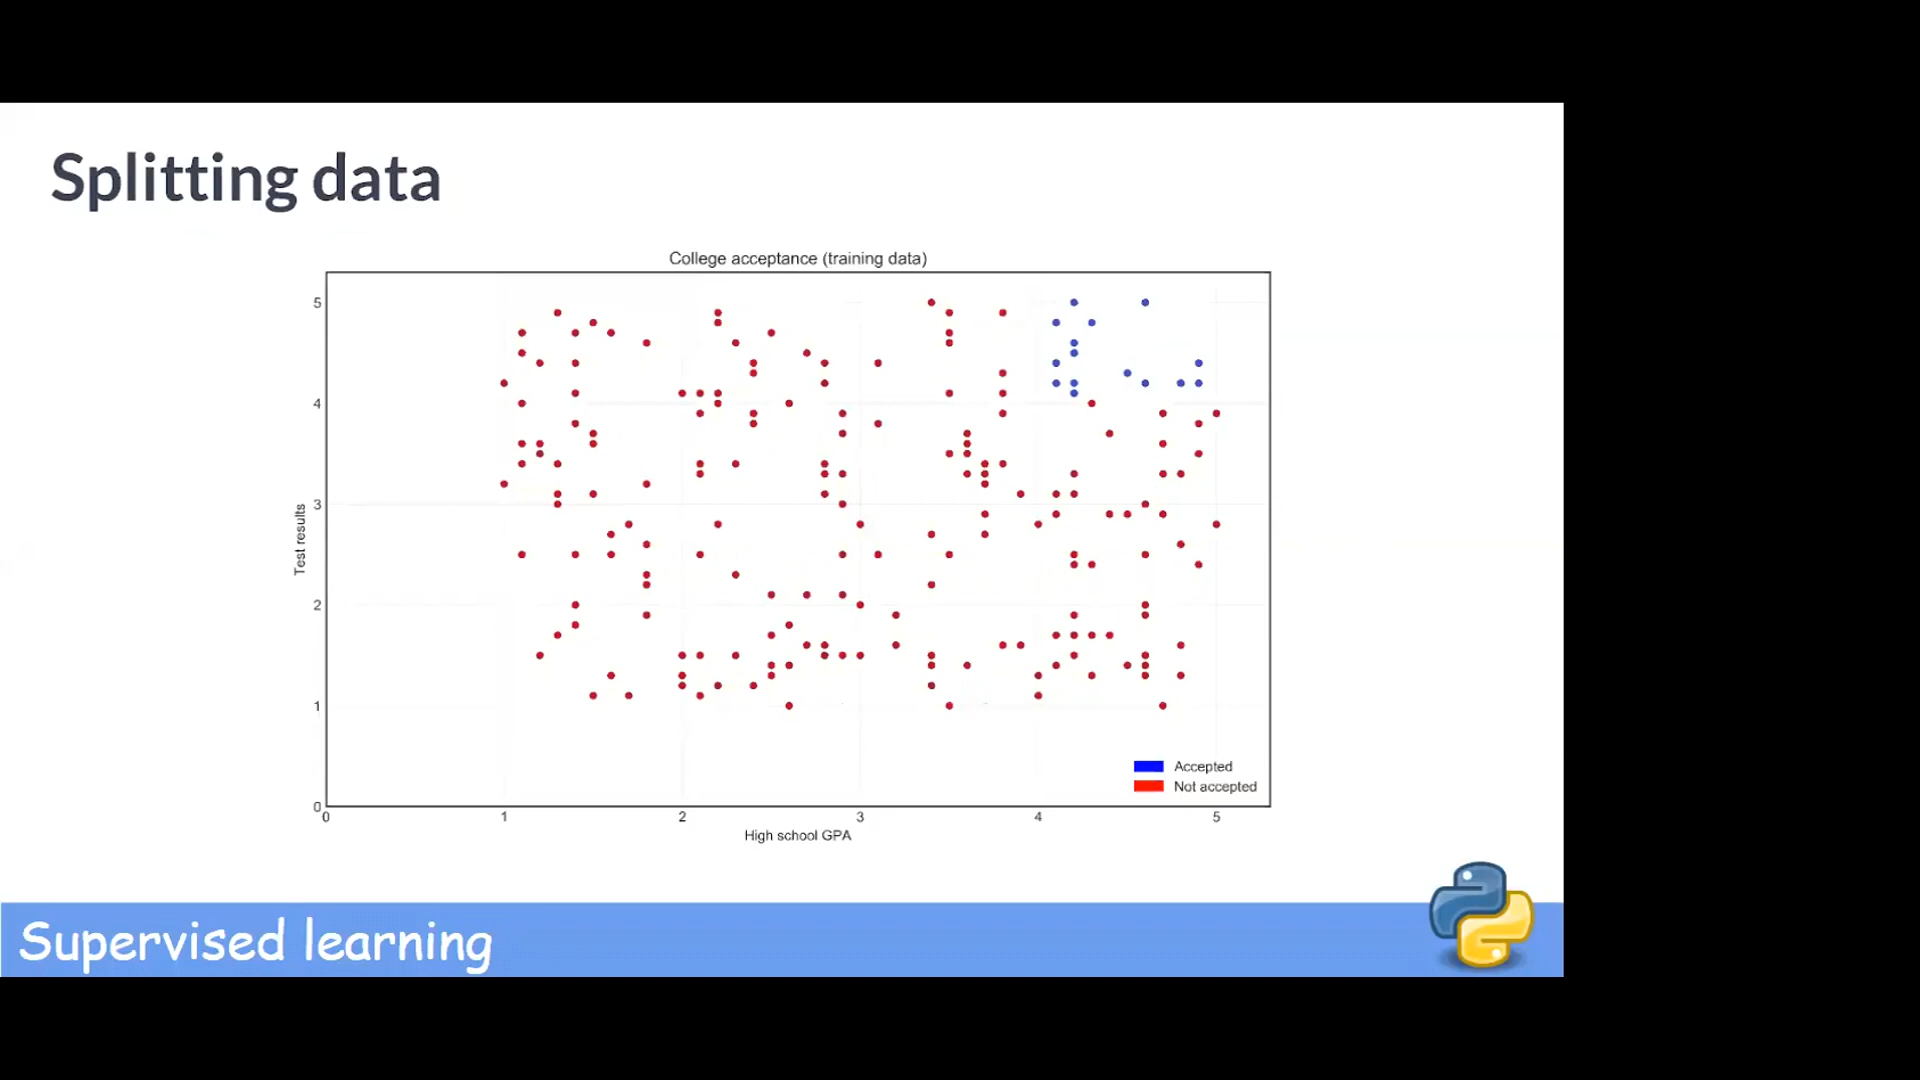 Splitting data
College acceptance (training data)
5
4
3
2
1
0
Test results
0 1 2 3 4 5
High school GPA
Accepted
Not accepted
Supervised learning